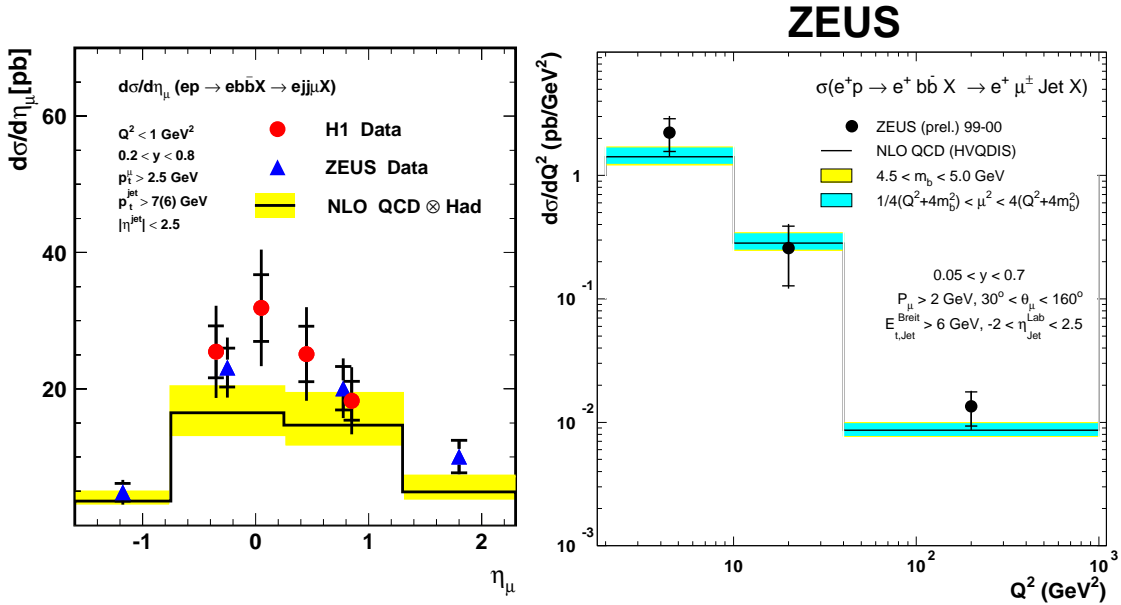 dσ/dη_μ[pb]
dσ/dη_μ (ep → ebb̄X → ejjμX)
Q² < 1 GeV²
0.2 < y < 0.8
p_t^μ > 2.5 GeV
p_t^jet > 7(6) GeV
|η^jet| < 2.5
H1 Data
ZEUS Data
NLO QCD ⊗ Had
60
40
20
-1
0
1
2
η_μ
ZEUS
dσ/dQ² (pb/GeV²)
σ(e⁺p → e⁺ bb̄ X → e⁺ μ^± Jet X)
ZEUS (prel.) 99-00
NLO QCD (HVQDIS)
4.5 < m_b < 5.0 GeV
1/4(Q²+4m_b²) < μ² < 4(Q²+4m_b²)
0.05 < y < 0.7
P_μ > 2 GeV, 30° < θ_μ < 160°
E_t,Jet^Breit > 6 GeV, -2 < η_Jet^Lab < 2.5
1
10⁻¹
10⁻²
10⁻³
10
10²
10³
Q² (GeV²)